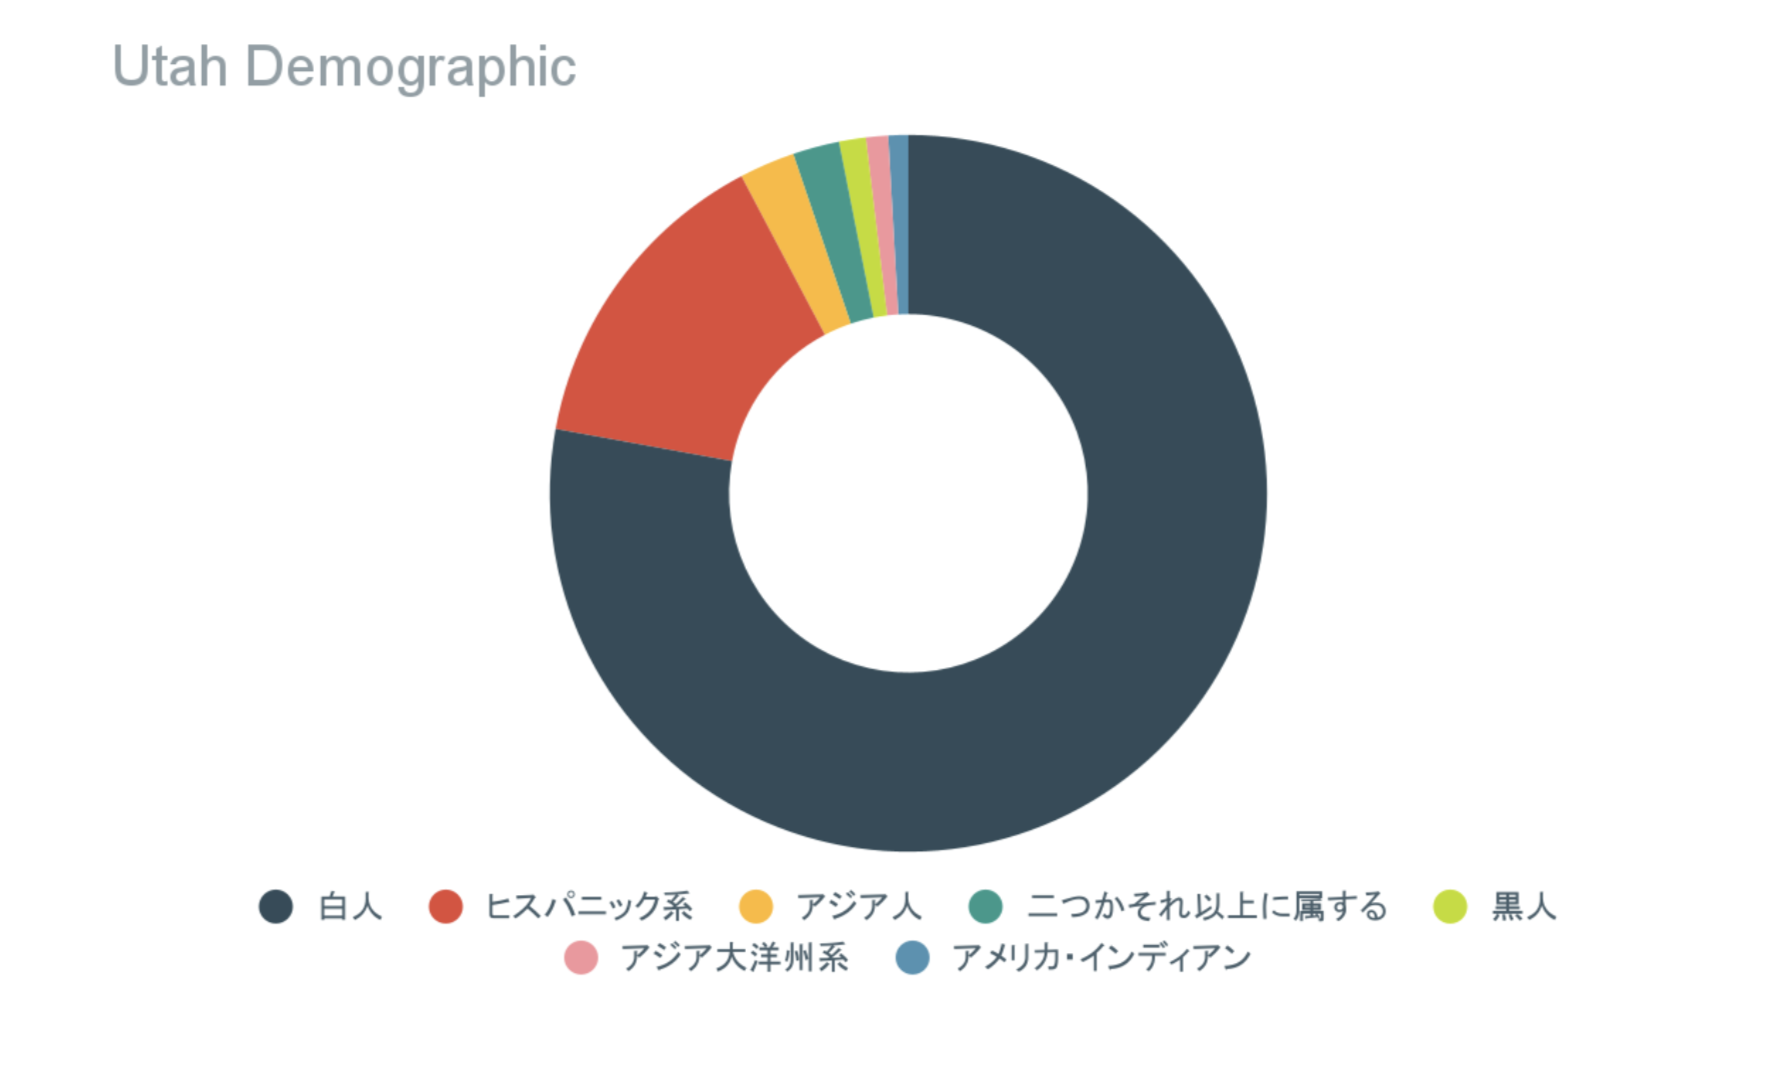 Utah Demographic
白人 ヒスパニック系 アジア人 二つかそれ以上に属する 黒人
アジア大洋州系 アメリカ・インディアン